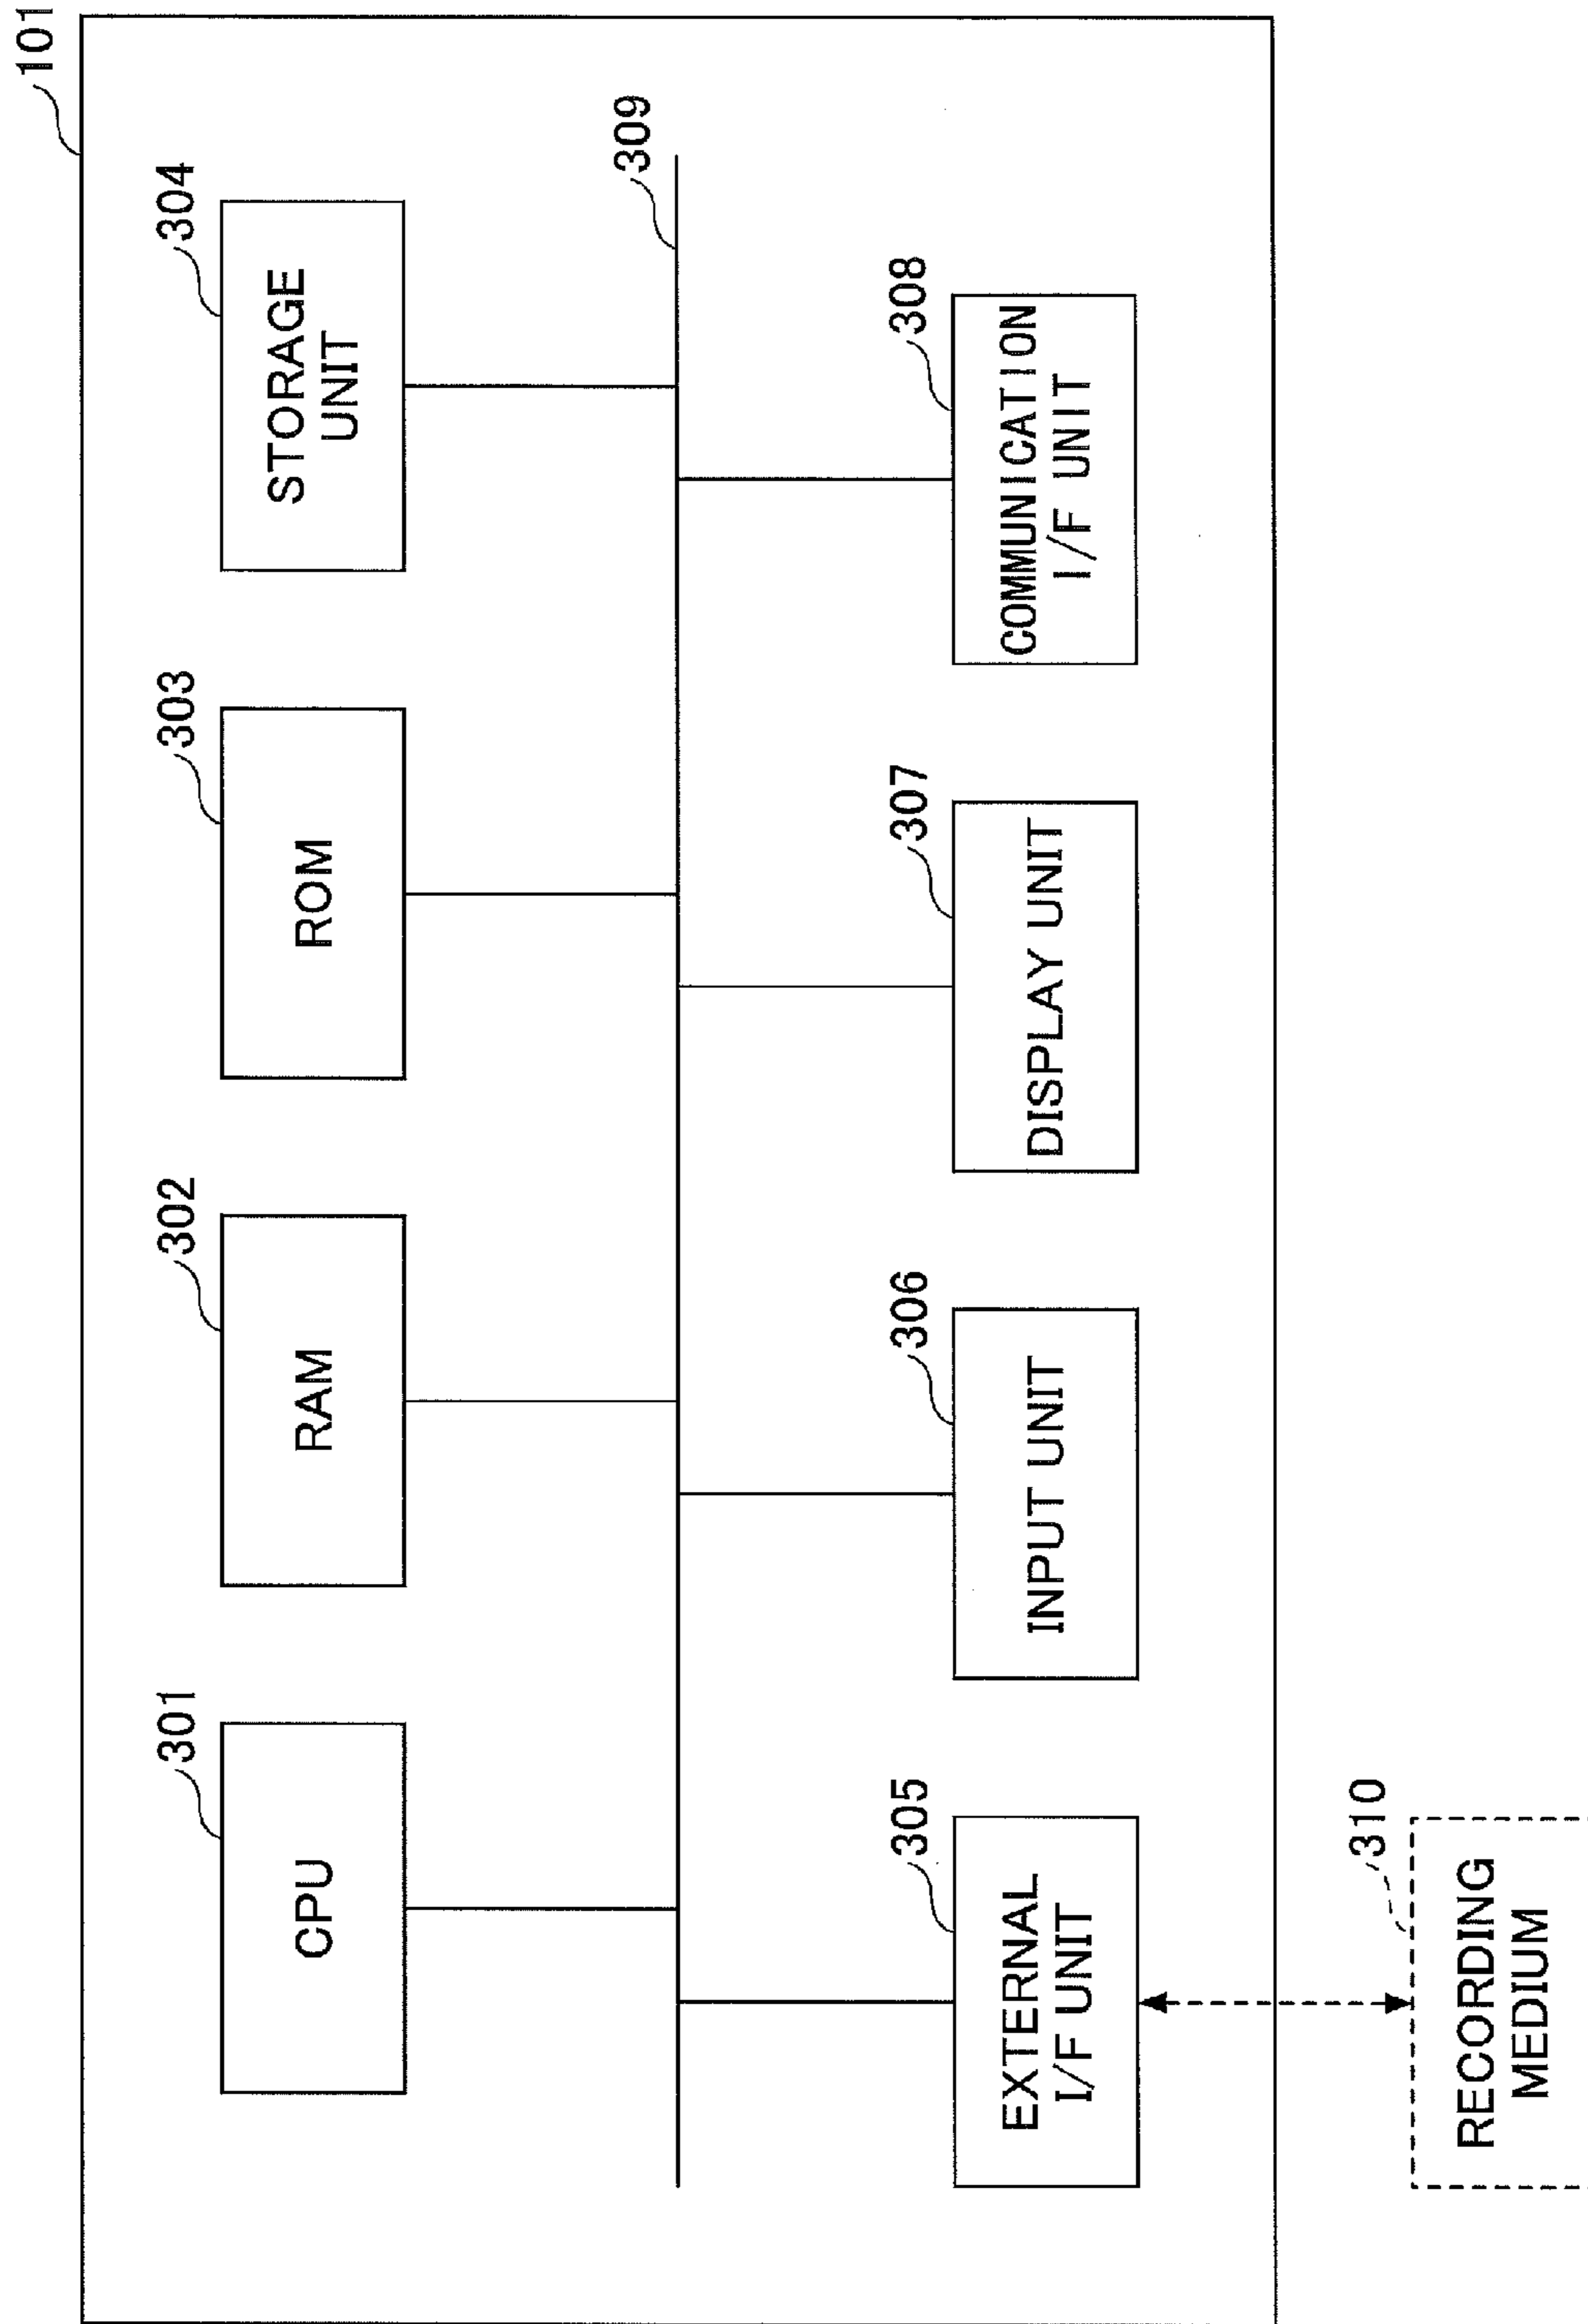 101
301
CPU
302
RAM
303
ROM
304
STORAGE
UNIT
309
305
EXTERNAL
I/F UNIT
306
INPUT UNIT
307
DISPLAY UNIT
308
COMMUNICATION
I/F UNIT
310
RECORDING
MEDIUM